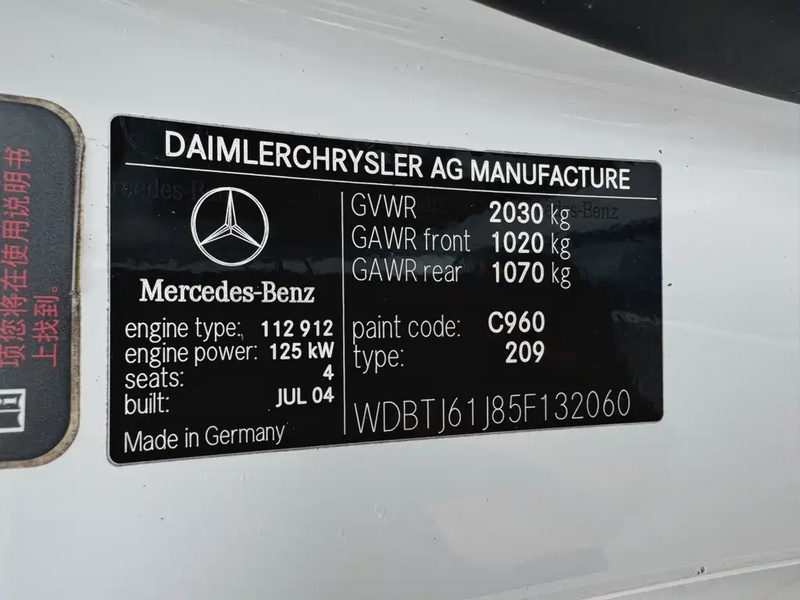 DAIMLERCHRYSLER AG MANUFACTURE
Mercedes-Benz
engine type: 112 912
engine power: 125 kW
seats: 4
built: JUL 04
Made in Germany
GVWR 2030 kg
GAWR front 1020 kg
GAWR rear 1070 kg
paint code: C960
type: 209
WDBTJ61J85F132060
项您将在使用说明书
上找到。